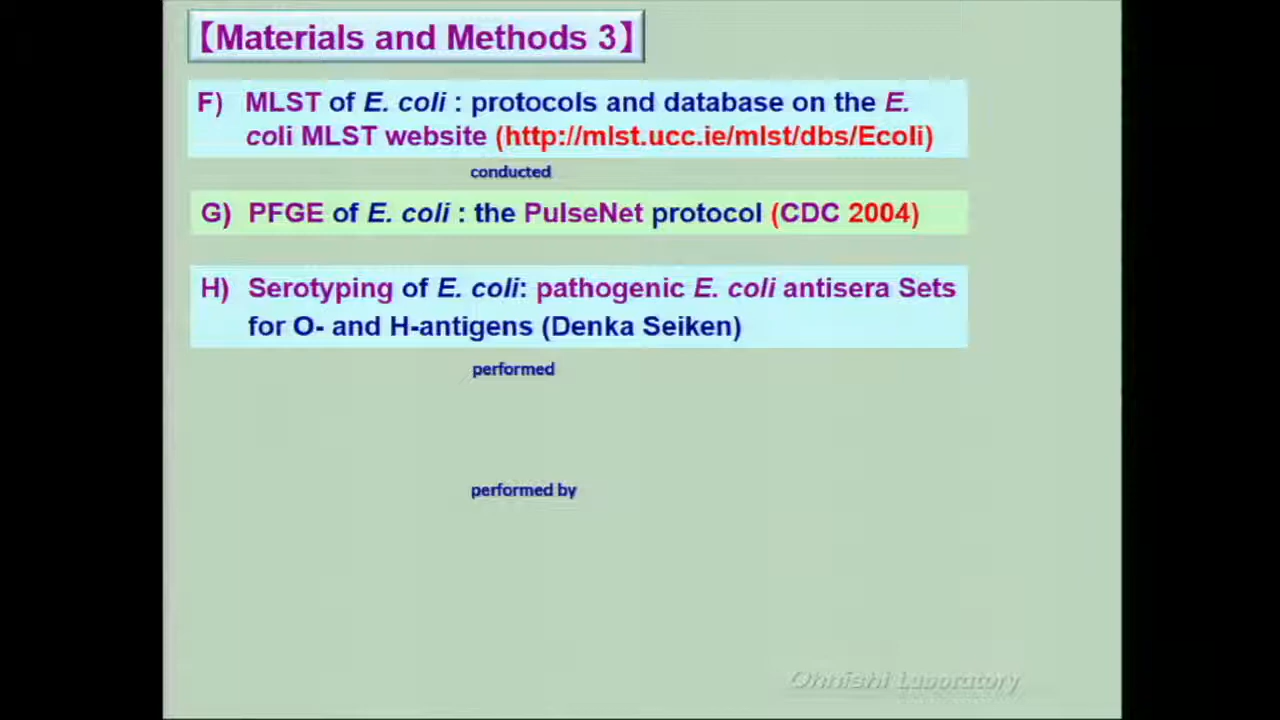 【Materials and Methods 3】
F) MLST of E. coli : protocols and database on the E.
coli MLST website (http://mlst.ucc.ie/mlst/dbs/Ecoli)
conducted
G) PFGE of E. coli : the PulseNet protocol (CDC 2004)
H) Serotyping of E. coli: pathogenic E. coli antisera Sets
for O- and H-antigens (Denka Seiken)
performed
performed by
Ohnishi Laboratory